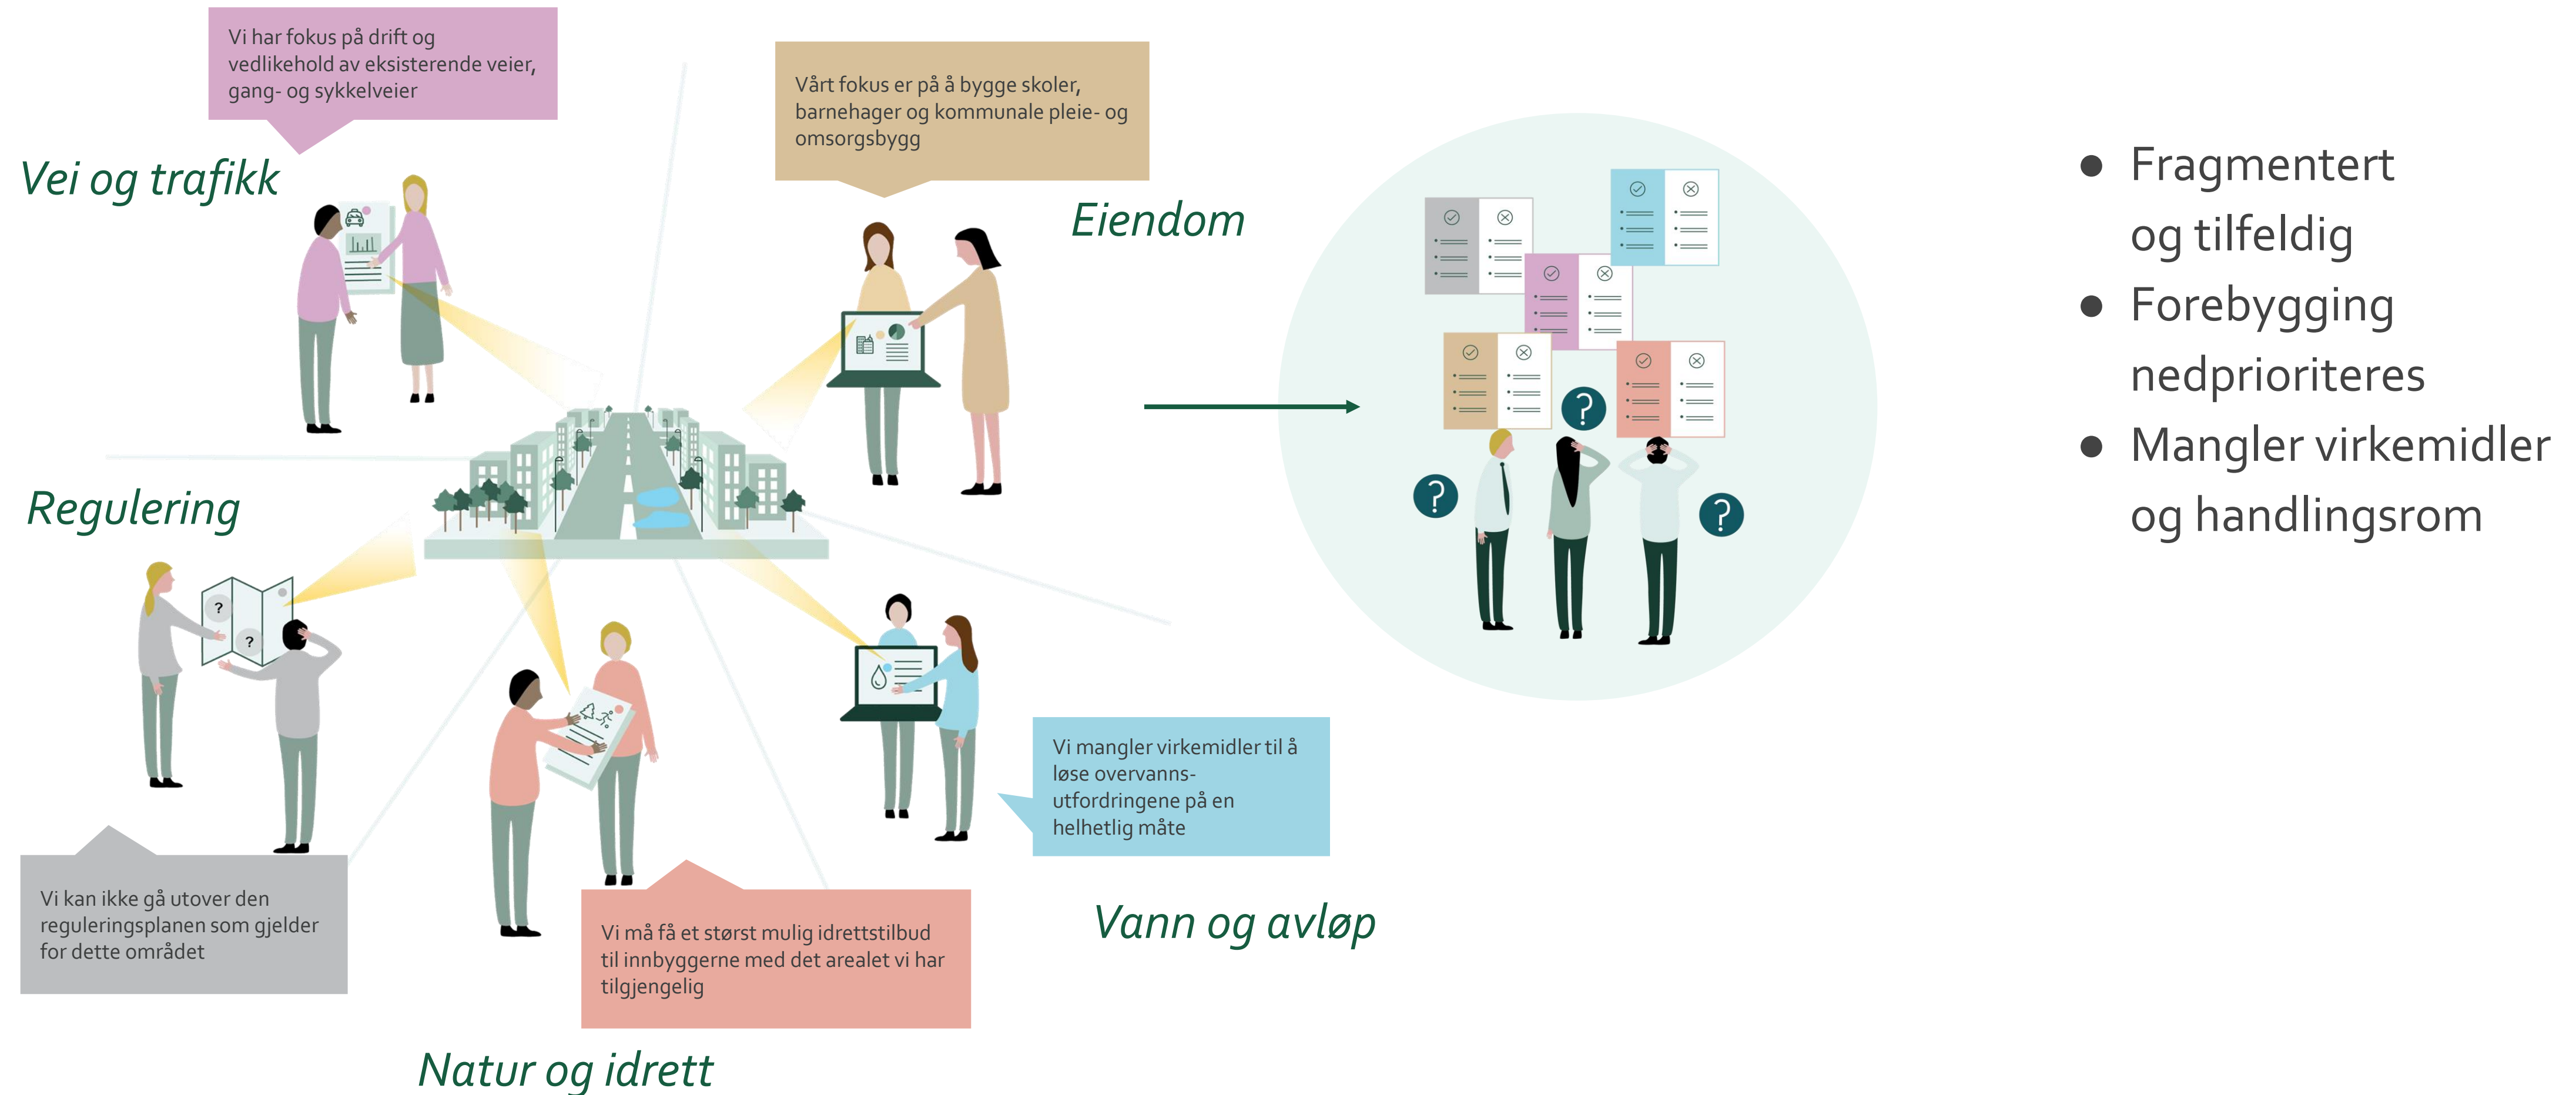 Vi har fokus på drift og
vedlikehold av eksisterende veier,
gang- og sykkelveier
Vei og trafikk
Vårt fokus er på å bygge skoler,
barnehager og kommunale pleie- og
omsorgsbygg
Eiendom
Regulering
?
?
Vi kan ikke gå utover den
reguleringsplanen som gjelder
for dette området
Vi må få et størst mulig idrettstilbud
til innbyggerne med det arealet vi har
tilgjengelig
Natur og idrett
Vi mangler virkemidler til å
løse overvanns-
utfordringene på en
helhetlig måte
Vann og avløp
?
?
?
● Fragmentert
og tilfeldig
● Forebygging
nedprioriteres
● Mangler virkemidler
og handlingsrom